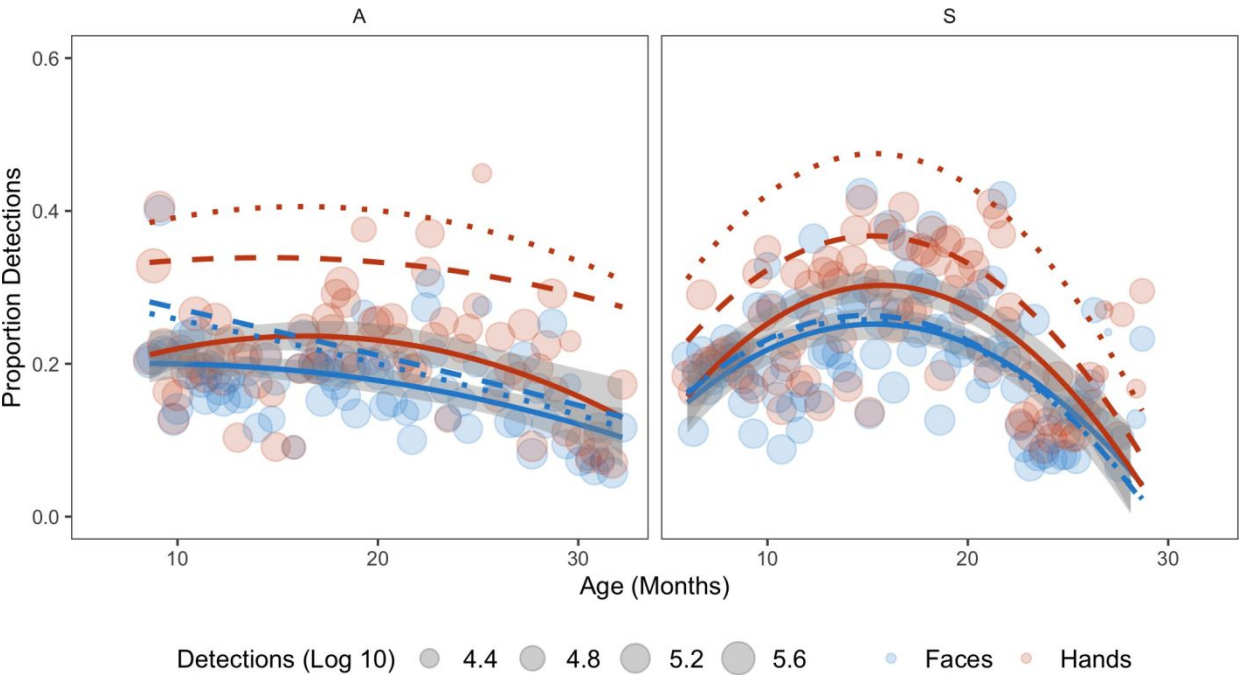 A S
Proportion Detections
0.6
0.4
0.2
0.0
10 20 30 10 20 30
Age (Months)
Detections (Log 10) 4.4 4.8 5.2 5.6 Faces Hands